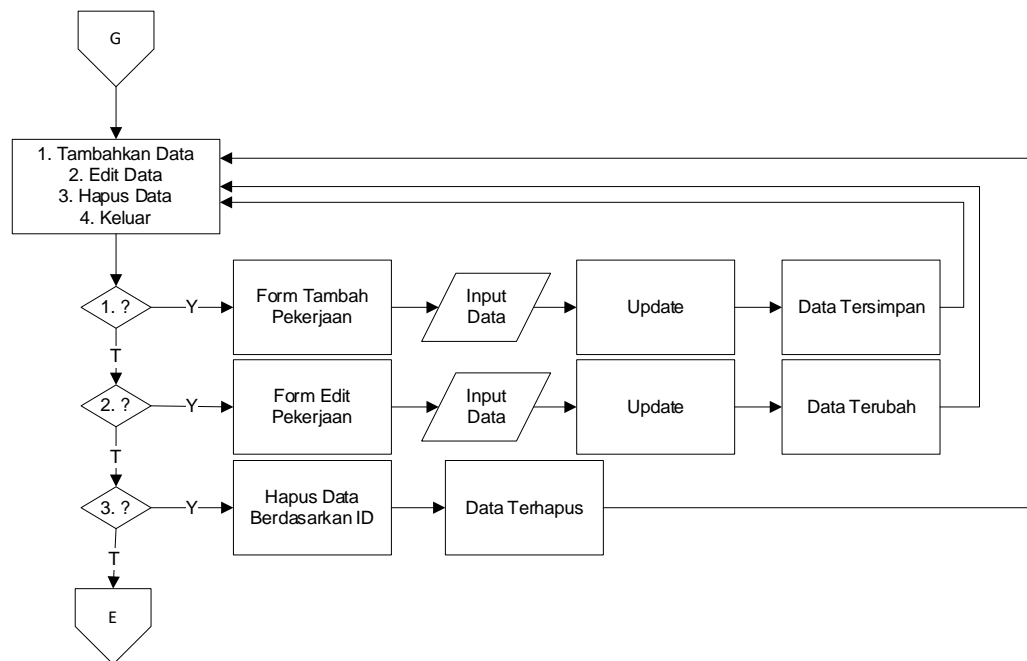 G
1. Tambahkan Data
2. Edit Data
3. Hapus Data
4. Keluar
1. ?
Y
Form Tambah
Pekerjaan
Input
Data
Update
Data Tersimpan
T
2. ?
Y
Form Edit
Pekerjaan
Input
Data
Update
Data Terubah
T
3. ?
Y
Hapus Data
Berdasarkan ID
Data Terhapus
T
E